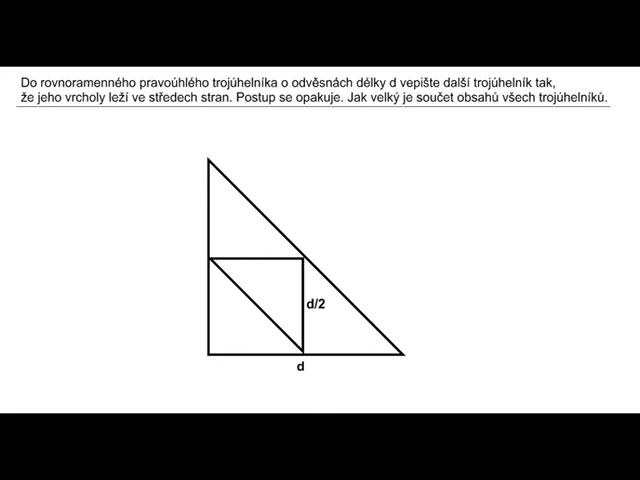 Do rovnoramenného pravoúhlého trojúhelníka o odvěsnách délky d vepište další trojúhelník tak,
že jeho vrcholy leží ve středech stran. Postup se opakuje. Jak velký je součet obsahů všech trojúhelníků.
d/2
d